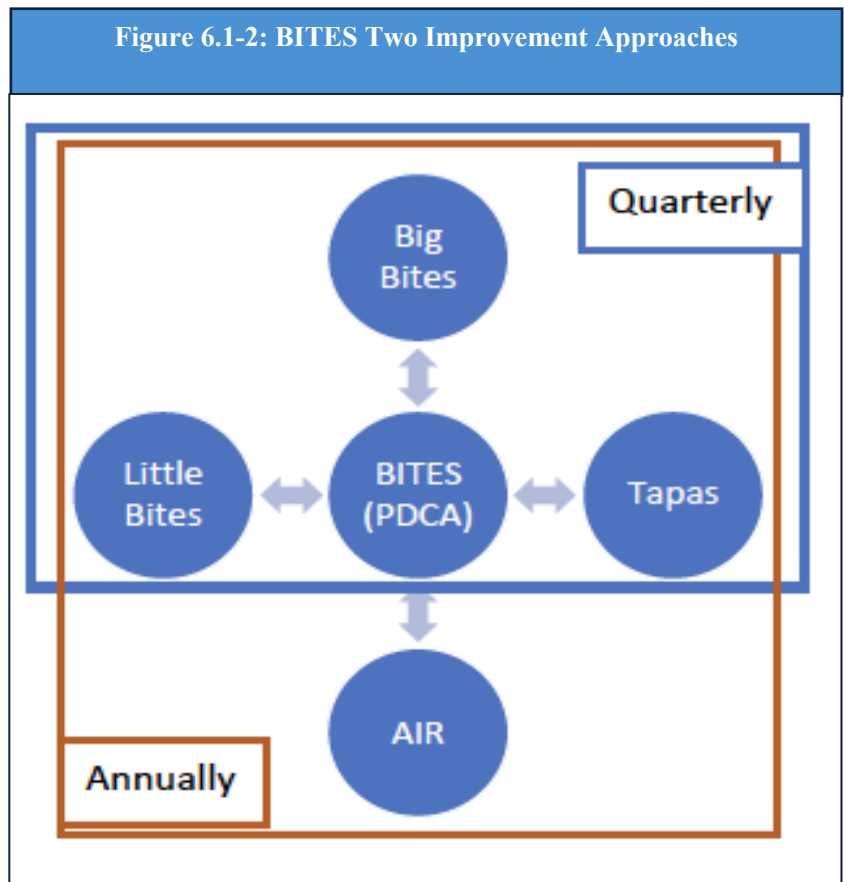 Figure 6.1-2: BITES Two Improvement Approaches
Quarterly
Big
Bites
Little
Bites
BITES
(PDCA)
Tapas
AIR
Annually